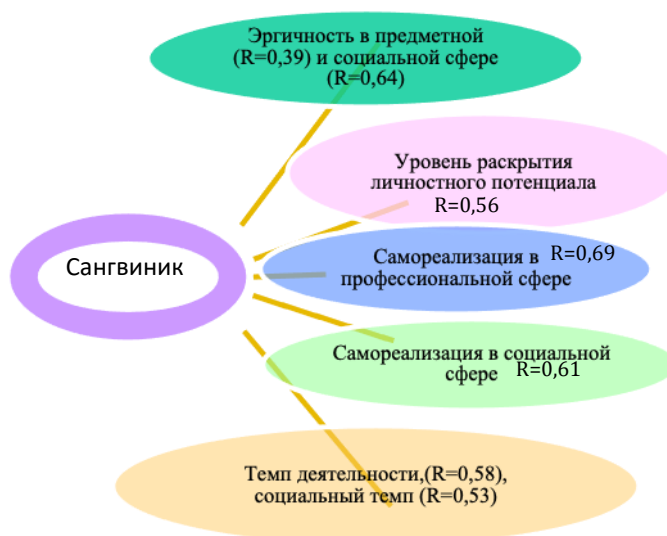 Эргичность в предметной
(R=0,39) и социальной сфере
(R=0,64)
Уровень раскрытия
личностного потенциала
R=0,56
Сангвиник
Самореализация в R=0,69
профессиональной сфере
Самореализация в социальной
сфере R=0,61
Темп деятельности,(R=0,58),
социальный темп (R=0,53)